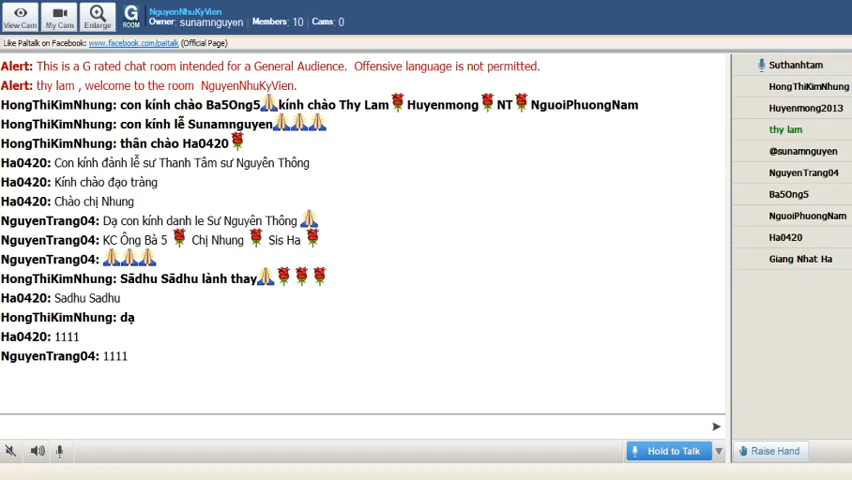 View Cam
My Cam
Enlarge
G
ROOM
NguyenNhuKyVien
Owner: sunamnguyen Members: 10 Cams: 0
Like Paltalk on Facebook: www.facebook.com/paltalk (Official Page)
Alert: This is a G rated chat room intended for a General Audience. Offensive language is not permitted.
Alert: thy lam , welcome to the room NguyenNhuKyVien.
HongThiKimNhung: con kính chào Ba5Ong5 kính chào Thy Lam Huyenmong NT NguoiPhuongNam
HongThiKimNhung: con kính lễ Sunamnguyen
HongThiKimNhung: thân chào Ha0420
Ha0420: Con kính đảnh lễ sư Thanh Tâm sư Nguyên Thông
Ha0420: Kính chào đạo tràng
Ha0420: Chào chị Nhung
NguyenTrang04: Dạ con kính danh le Sư Nguyên Thông
NguyenTrang04: KC Ông Bà 5 Chị Nhung Sis Ha
NguyenTrang04:
HongThiKimNhung: Sādhu Sādhu lành thay
Ha0420: Sadhu Sadhu
HongThiKimNhung: dạ
Ha0420: 1111
NguyenTrang04: 1111
Suthanhtam
HongThiKimNhung
Huyenmong2013
thy lam
@sunamnguyen
NguyenTrang04
Ba5Ong5
NguoiPhuongNam
Ha0420
Giang Nhat Ha
Hold to Talk
Raise Hand